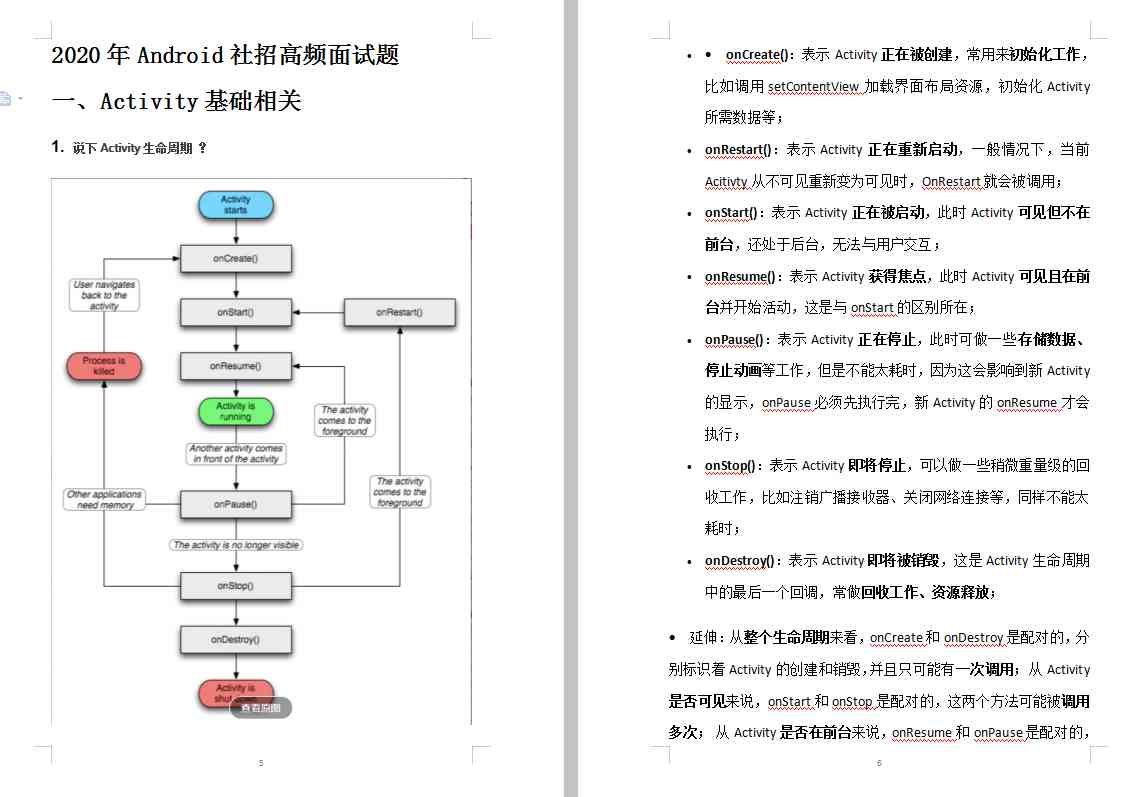 2020 年 Android 社招高频面试题
一、Activity 基础相关
1. 说下 Activity 生命周期 ？
Activity
starts
onCreate()
User navigates
back to the
activity
onStart()
onRestart()
Process is
killed
onResume()
Activity is
running
The activity
comes to the
foreground
Another activity comes
in front of the activity
Other applications
need memory
The activity
comes to the
foreground
onPause()
The activity is no longer visible
onStop()
onDestroy()
Activity is
查看原图
5
• • onCreate()：表示 Activity 正在被创建，常用来初始化工作，
比如调用 setContentView 加载界面布局资源，初始化 Activity
所需数据等；
• onRestart()：表示 Activity 正在重新启动，一般情况下，当前
Acitivty 从不可见重新变为可见时，OnRestart 就会被调用；
• onStart()：表示 Activity 正在被启动，此时 Activity 可见但不在
前台，还处于后台，无法与用户交互；
• onResume()：表示 Activity 获得焦点，此时 Activity 可见且在前
台并开始活动，这是与 onStart 的区别所在；
• onPause()：表示 Activity 正在停止，此时可做一些存储数据、
停止动画等工作，但是不能太耗时，因为这会影响到新 Activity
的显示，onPause 必须先执行完，新 Activity 的 onResume 才会
执行；
• onStop()：表示 Activity 即将停止，可以做一些稍微重量级的回
收工作，比如注销广播接收器、关闭网络连接等，同样不能太
耗时；
• onDestroy()：表示 Activity 即将被销毁，这是 Activity 生命周期
中的最后一个回调，常做回收工作、资源释放；
• 延伸：从整个生命周期来看，onCreate 和 onDestroy 是配对的，分
别标识着 Activity 的创建和销毁，并且只可能有一次调用；从 Activity
是否可见来说，onStart 和 onStop 是配对的，这两个方法可能被调用
多次； 从 Activity 是否在前台来说，onResume 和 onPause 是配对的，
6